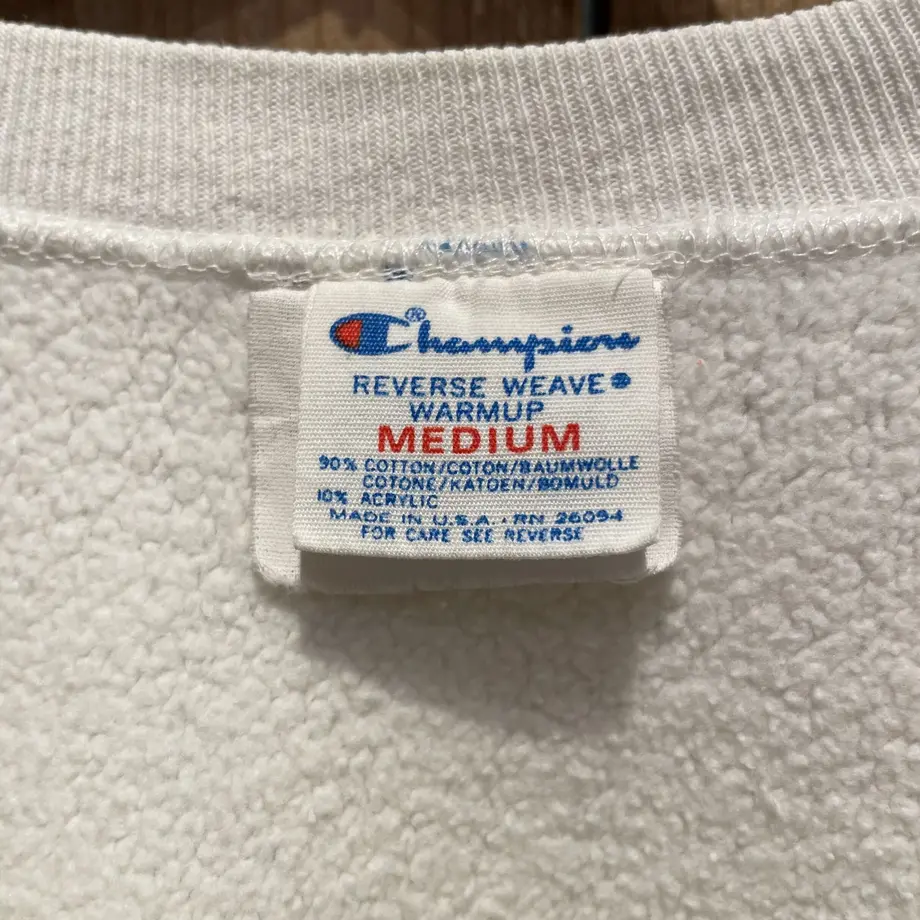 Champion®
REVERSE WEAVE®
WARMUP
MEDIUM
90% COTTON/COTON/BAUMWOLLE
COTONE/KATOEN/BOMULD
10% ACRYLIC
MADE IN U.S.A. · RN 26094
FOR CARE SEE REVERSE